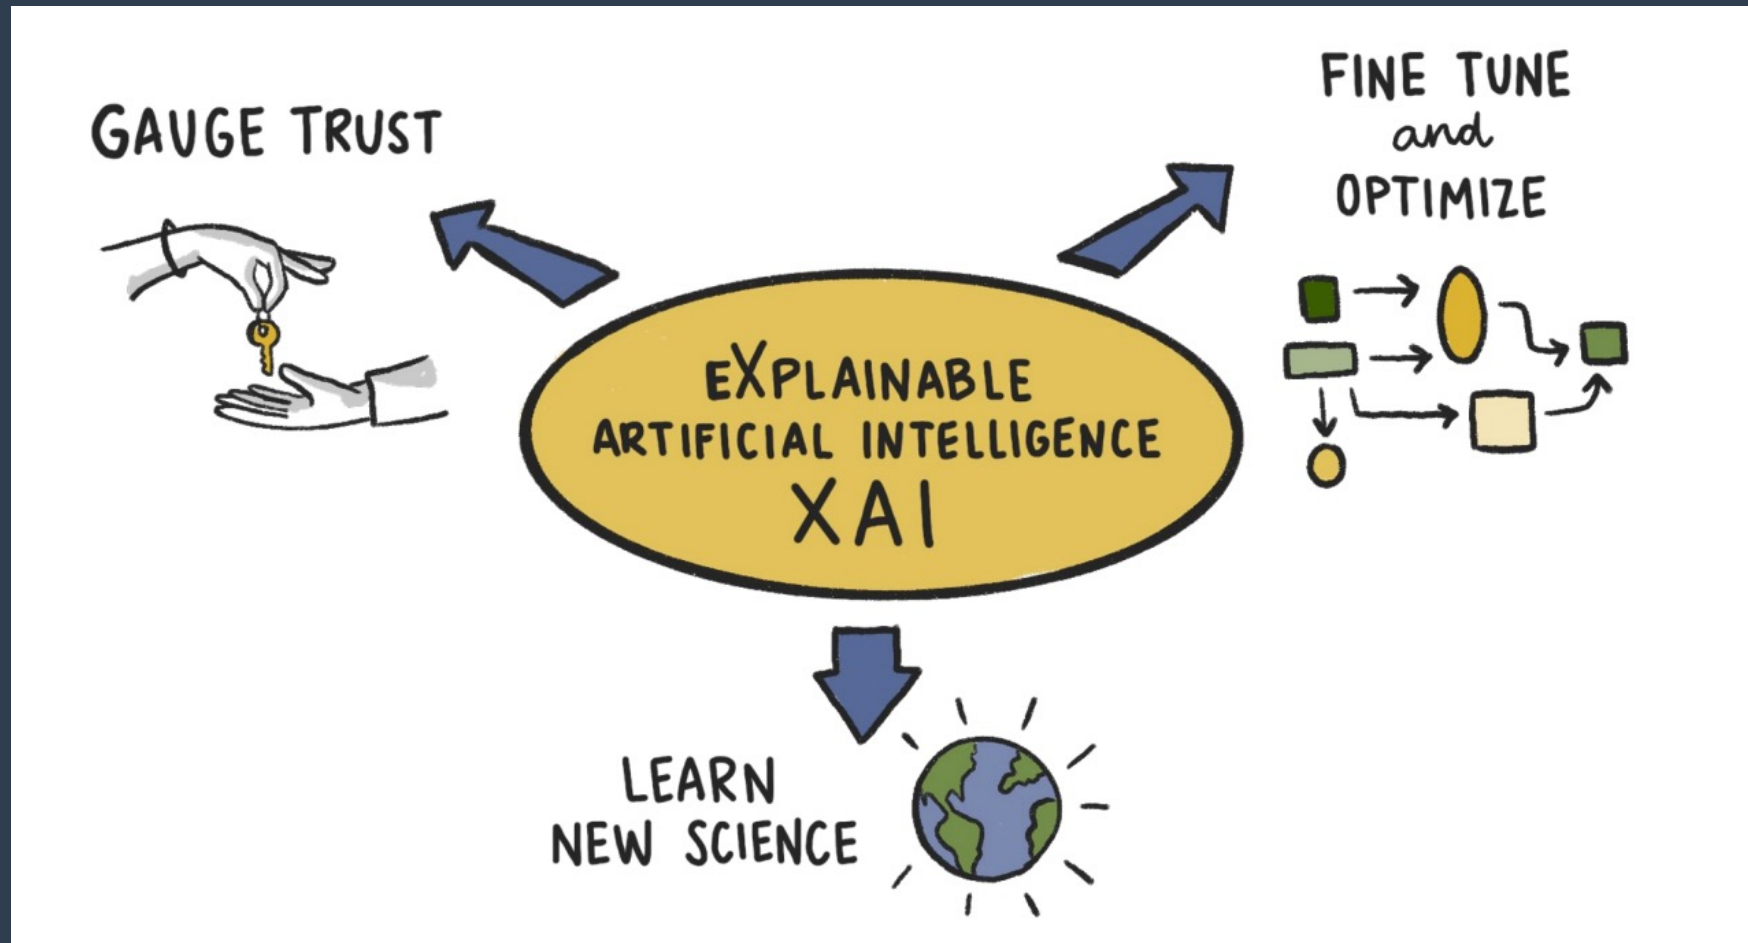 GAUGE TRUST
FINE TUNE
and
OPTIMIZE
eXPLAINABLE
ARTIFICIAL INTELLIGENCE
XAI
LEARN
NEW SCIENCE